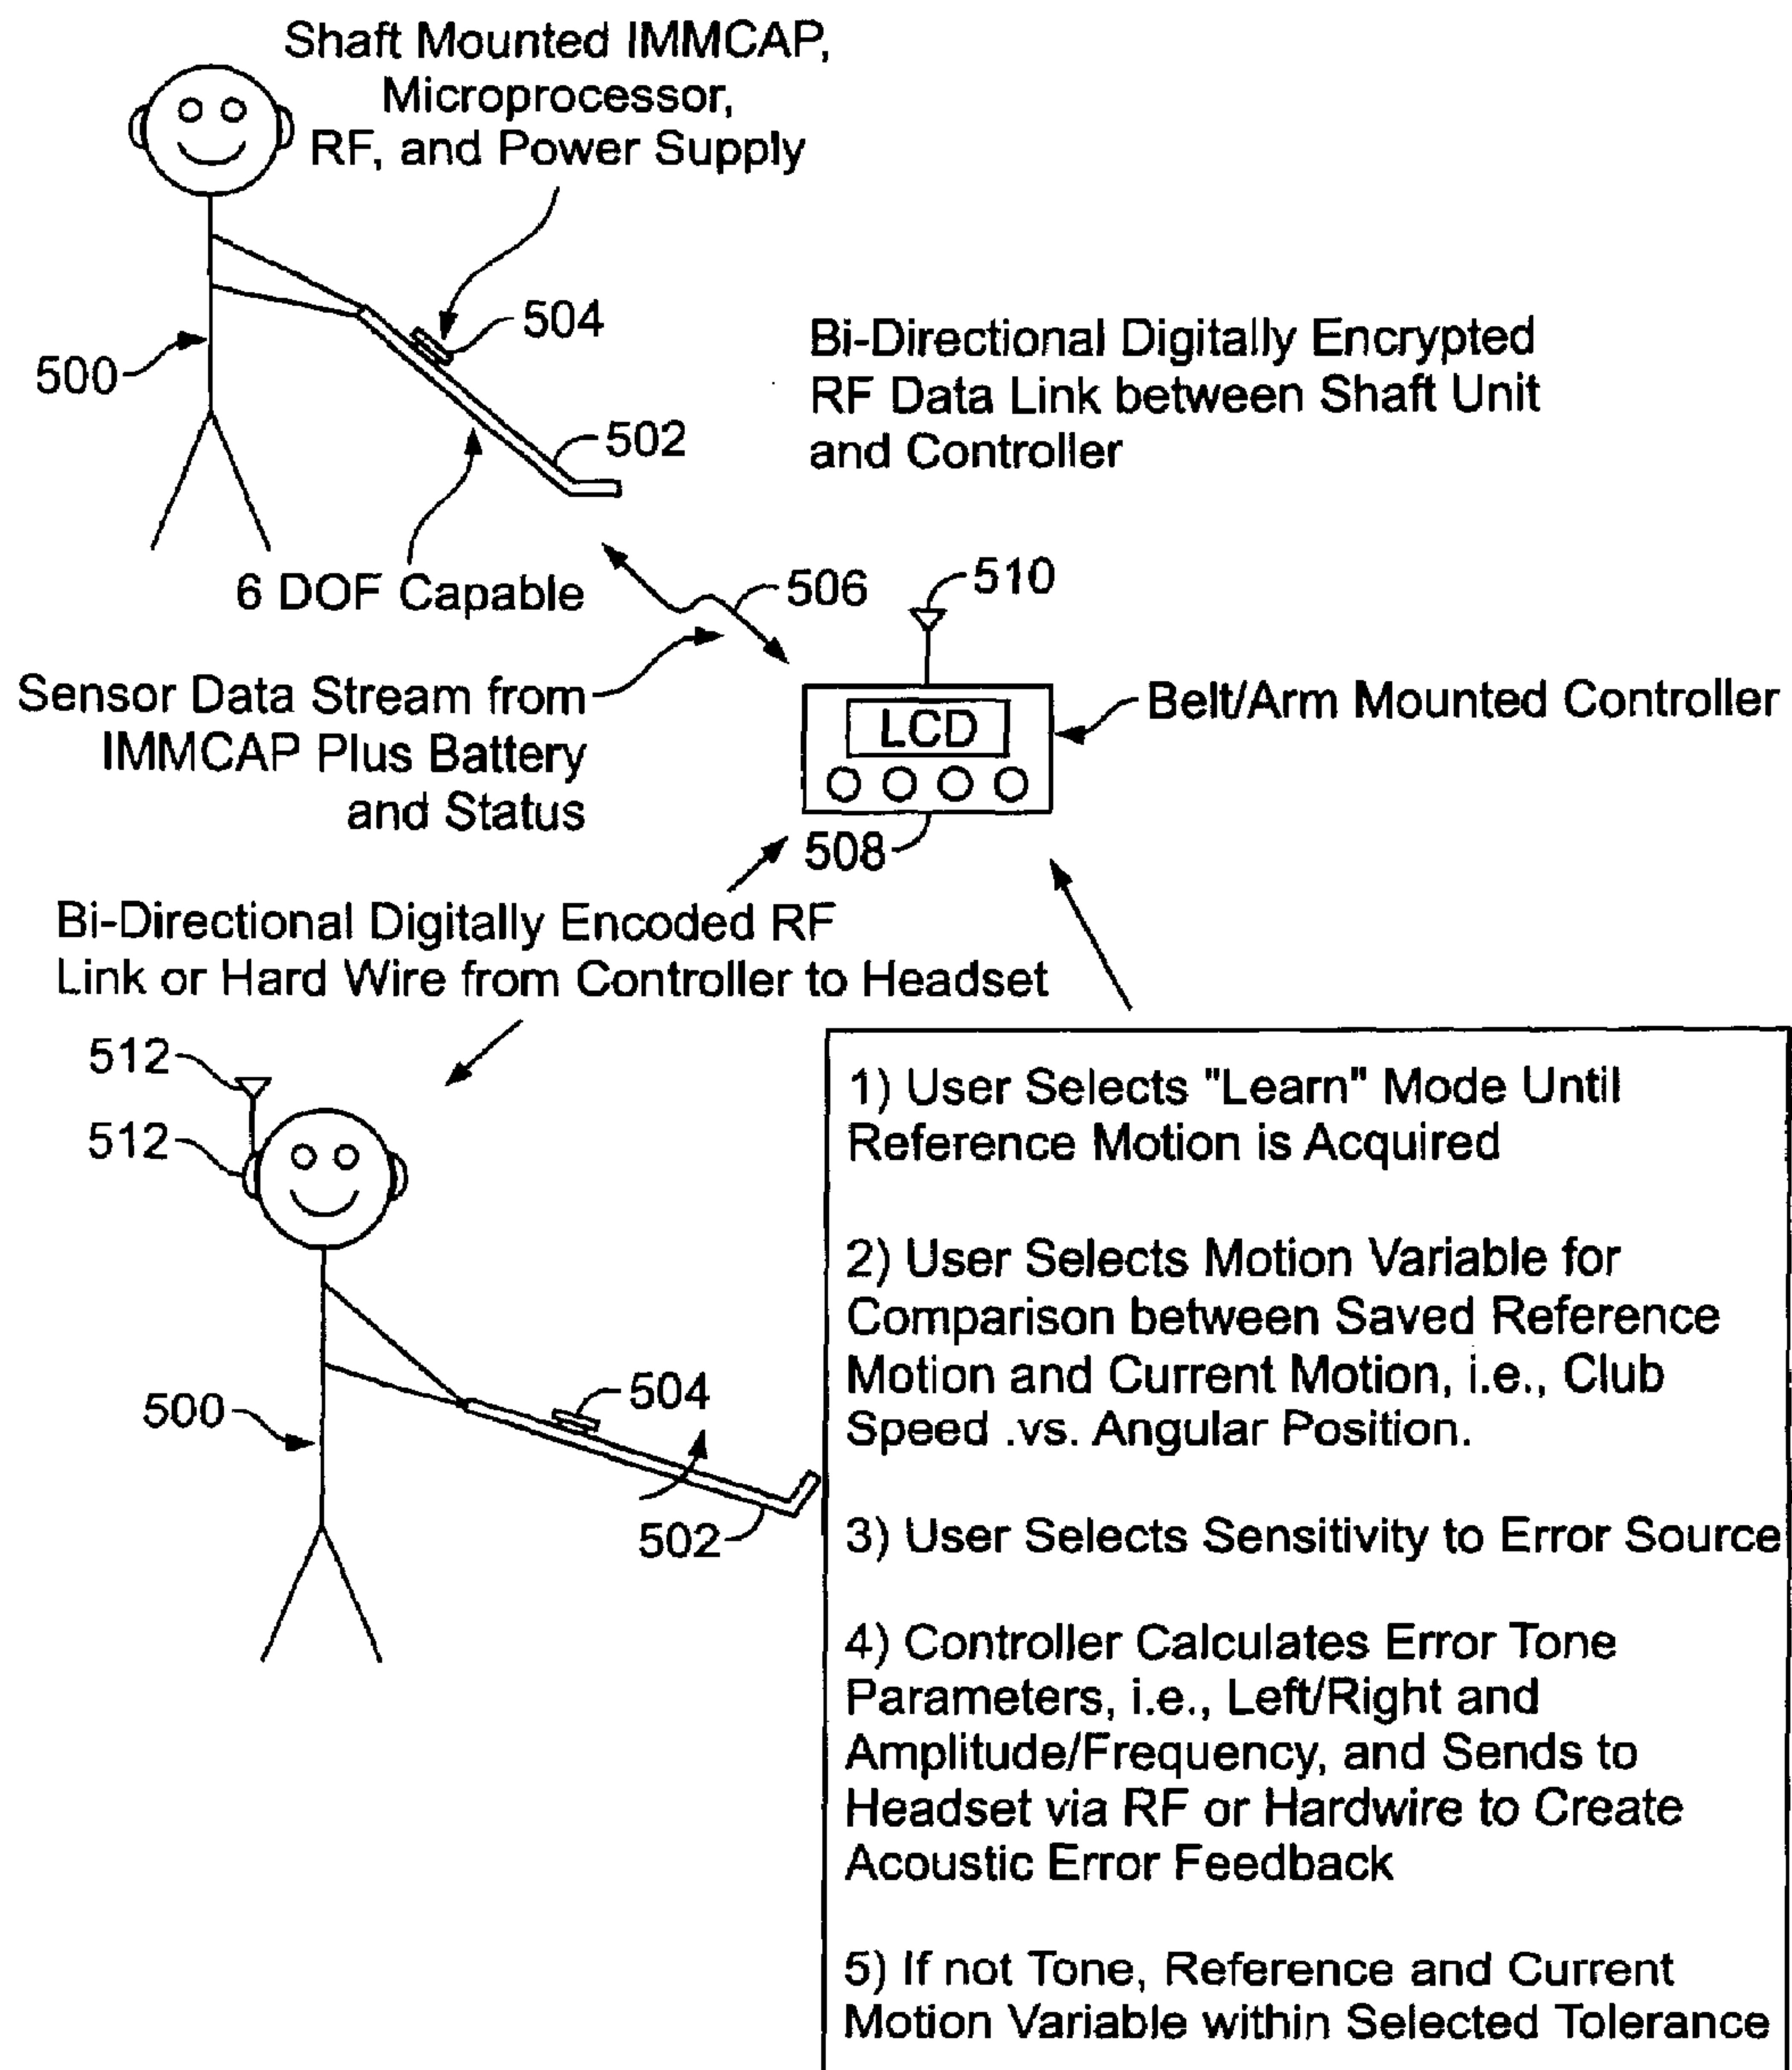 Shaft Mounted IMMCAP,
Microprocessor,
RF, and Power Supply
504
500
502
Bi-Directional Digitally Encrypted
RF Data Link between Shaft Unit
and Controller
6 DOF Capable
506
510
Sensor Data Stream from
IMMCAP Plus Battery
and Status
LCD
Belt/Arm Mounted Controller
508
Bi-Directional Digitally Encoded RF
Link or Hard Wire from Controller to Headset
512
512
500
504
502
1) User Selects "Learn" Mode Until
Reference Motion is Acquired
2) User Selects Motion Variable for
Comparison between Saved Reference
Motion and Current Motion, i.e., Club
Speed .vs. Angular Position.
3) User Selects Sensitivity to Error Source
4) Controller Calculates Error Tone
Parameters, i.e., Left/Right and
Amplitude/Frequency, and Sends to
Headset via RF or Hardwire to Create
Acoustic Error Feedback
5) If not Tone, Reference and Current
Motion Variable within Selected Tolerance